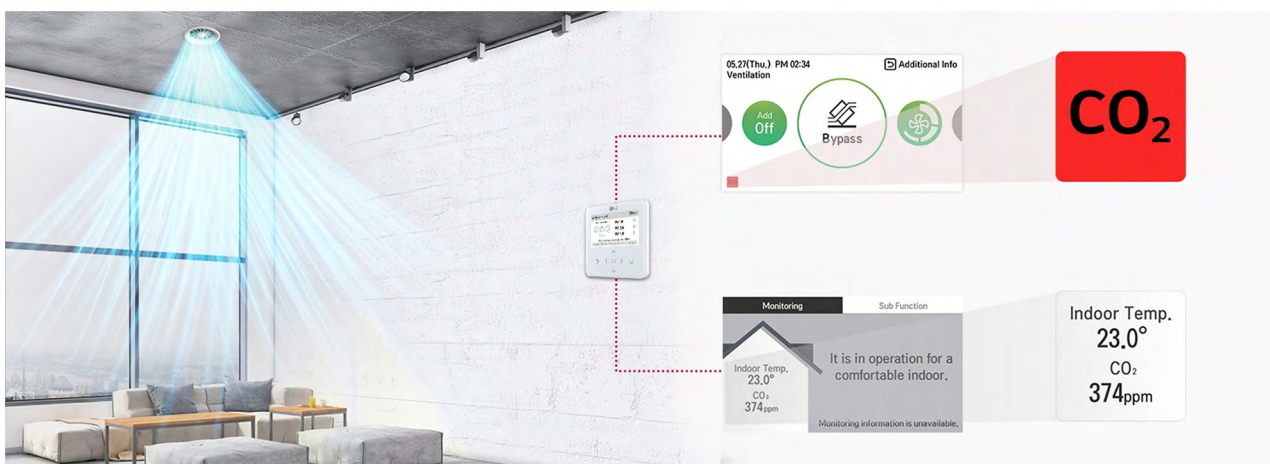 05.27(Thu.) PM 02:34
Additional Info
Ventilation
Add
Off
Bypass
CO₂
LG
Monitoring
Sub Function
It is in operation for a
comfortable indoor.
Indoor Temp.
23.0°
CO₂
374ppm
Monitoring information is unavailable.
Indoor Temp.
23.0°
CO₂
374ppm